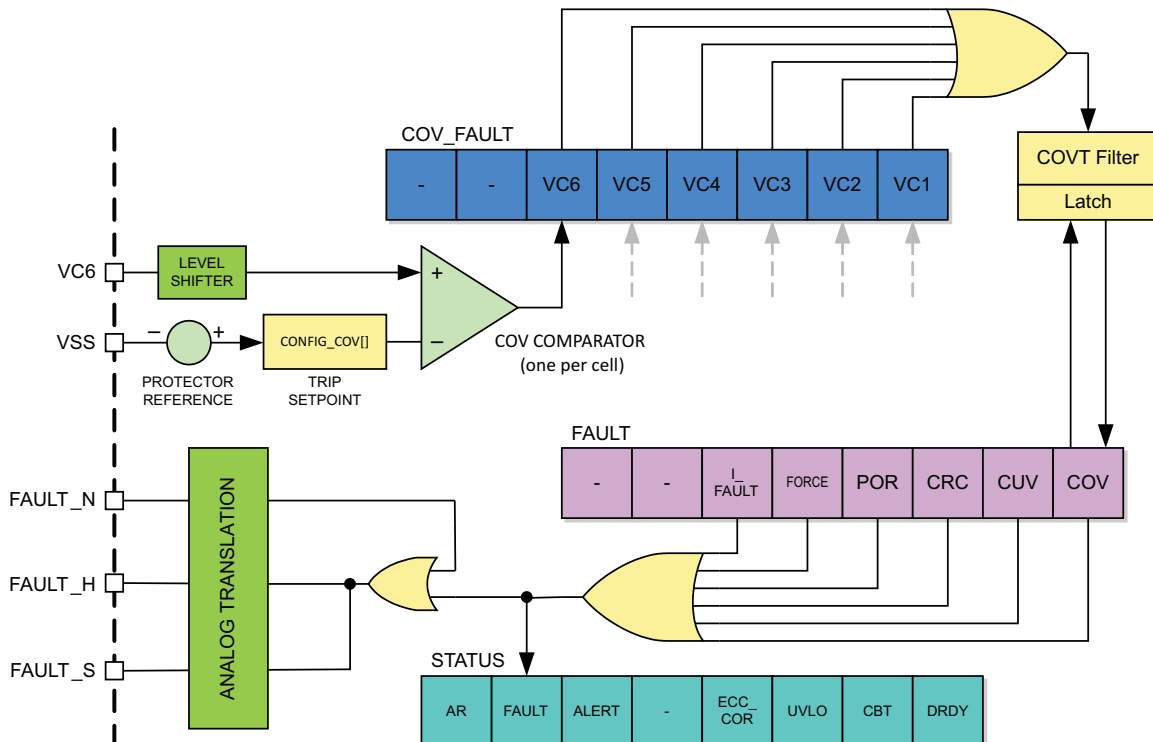 COV_FAULT
- - VC6 VC5 VC4 VC3 VC2 VC1
COVT Filter
Latch
VC6
LEVEL
SHIFTER
+
−
VSS
− +
CONFIG_COV[]
PROTECTOR
REFERENCE
TRIP
SETPOINT
COV COMPARATOR
(one per cell)
FAULT
- - I_
FAULT FORCE POR CRC CUV COV
FAULT_N
FAULT_H
FAULT_S
ANALOG TRANSLATION
STATUS
AR FAULT ALERT - ECC_
COR UVLO CBT DRDY